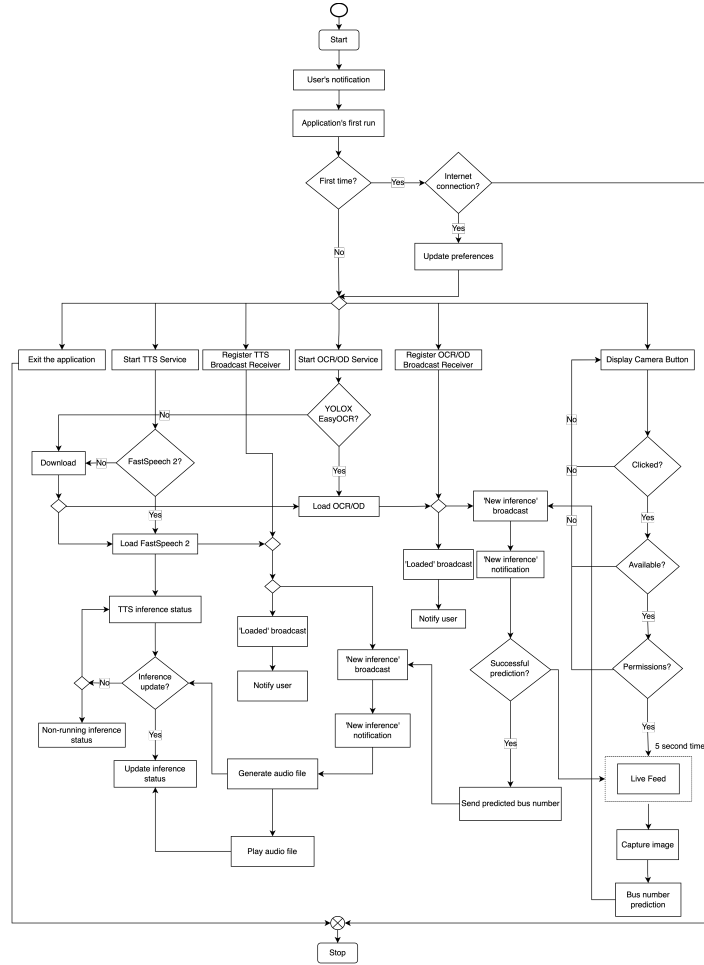 Start
User's notification
Application's first run
First time?
Yes
Internet
connection?
Yes
No
Update preferences
Exit the application
Start TTS Service
Register TTS
Broadcast Receiver
Start OCR/OD Service
Register OCR/OD
Broadcast Receiver
Display Camera Button
No
YOLOX
EasyOCR?
No
Download
No
FastSpeech 2?
Yes
Clicked?
No
Yes
Load OCR/OD
'New inference'
broadcast
Yes
No
Load FastSpeech 2
'Loaded' broadcast
'New inference'
notification
Available?
TTS inference status
Notify user
Yes
'Loaded' broadcast
'New inference'
broadcast
Successful
prediction?
Permissions?
Inference
update?
No
Notify user
Non-running inference
status
'New inference'
notification
Yes
Yes
Yes
5 second time
Update inference
status
Generate audio file
Live Feed
Send predicted bus number
Play audio file
Capture image
Bus number
prediction
Stop